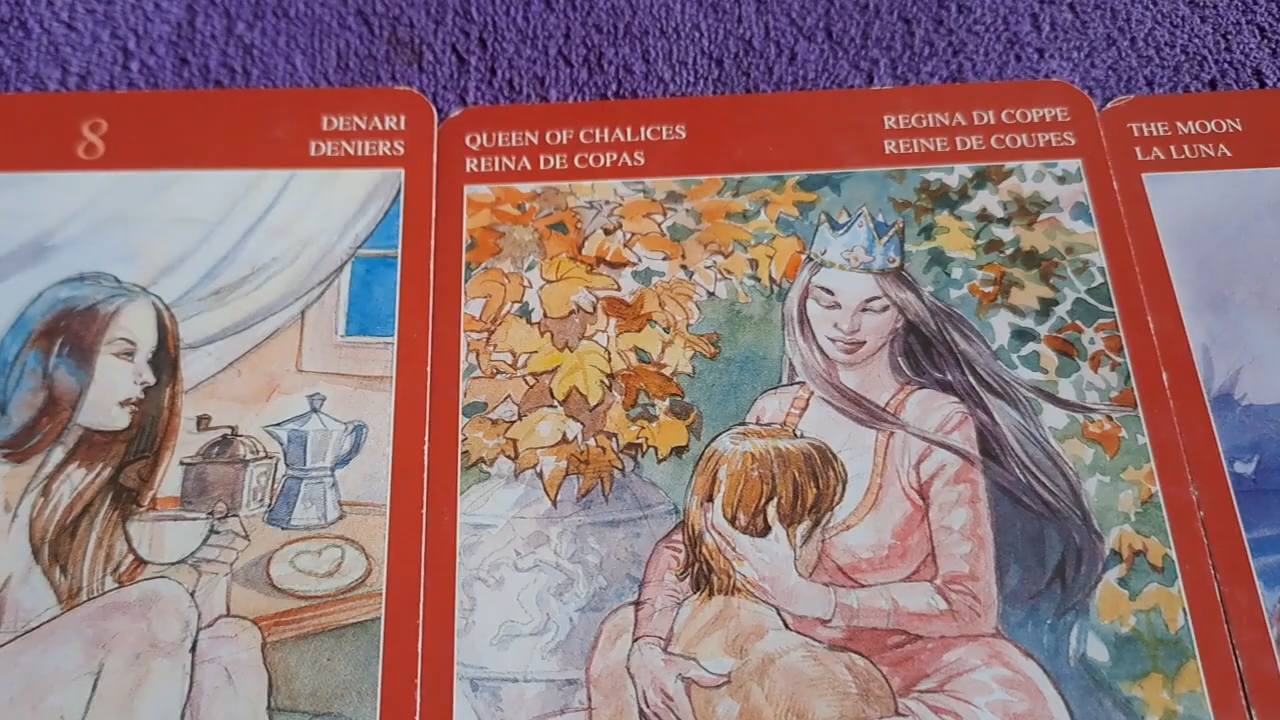 8
DENARI
DENIERS
QUEEN OF CHALICES
REINA DE COPAS
REGINA DI COPPE
REINE DE COUPES
THE MOON
LA LUNA